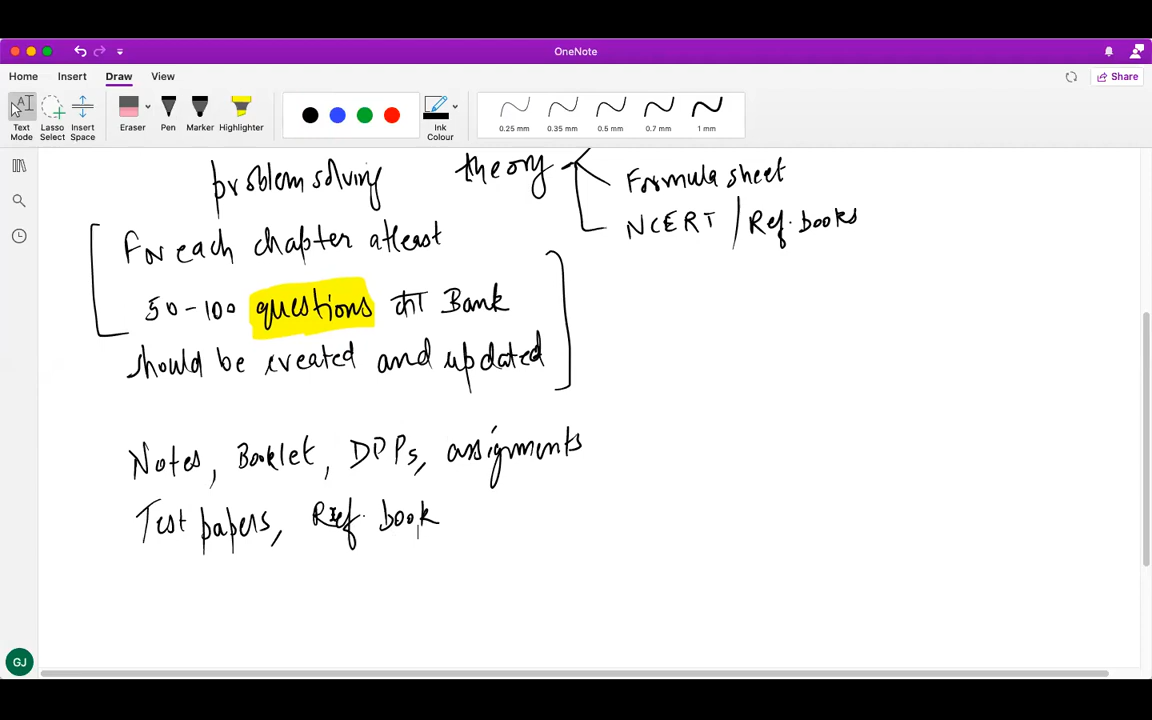 OneNote
Home Insert Draw View
Share
Text Mode
Lasso Select
Insert Space
Eraser
Pen
Marker
Highlighter
Ink Colour
0.25 mm
0.35 mm
0.5 mm
0.7 mm
1 mm
problem solving theory
Formula sheet
NCERT / Ref. books
For each chapter atleast
50-100 questions का Bank
should be created and updated
Notes, Booklet, DPPs, assignments
Test papers, Ref. book
GJ